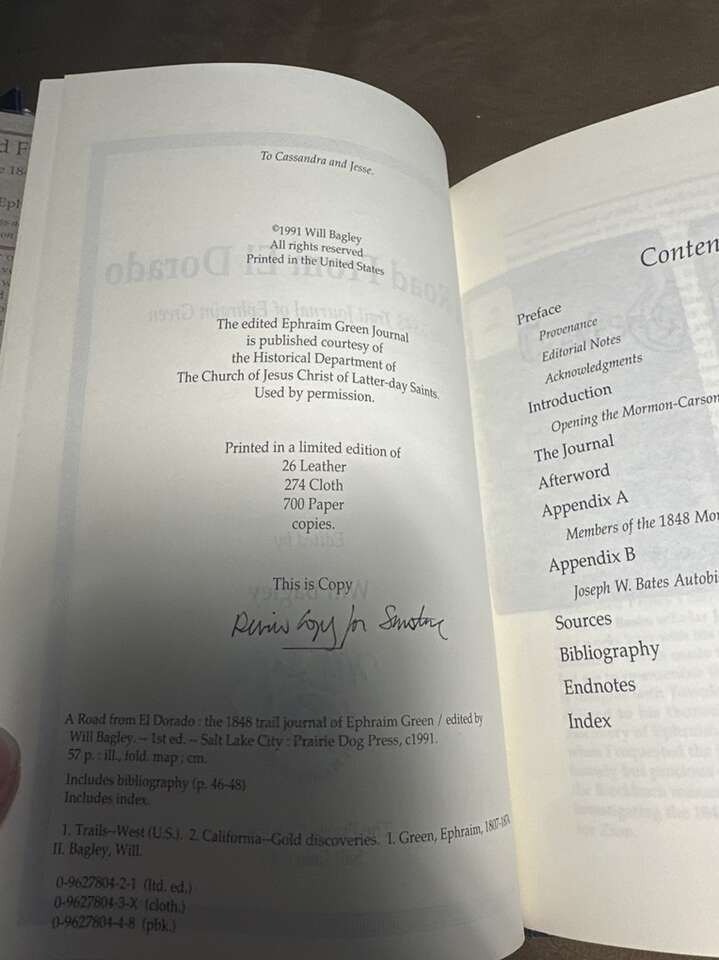 To Cassandra and Jesse.
©1991 Will Bagley
All rights reserved
Printed in the United States
The edited Ephraim Green Journal
is published courtesy of
the Historical Department of
The Church of Jesus Christ of Latter-day Saints.
Used by permission.
Printed in a limited edition of
26 Leather
274 Cloth
700 Paper
copies.
This is Copy
Review Copy for
A Road from El Dorado : the 1848 trail journal of Ephraim Green / edited by
Will Bagley. -- 1st ed. -- Salt Lake City : Prairie Dog Press, c1991.
57 p. : ill., fold. map ; cm.
Includes bibliography (p. 46-48)
Includes index.
1. Trails--West (U.S.). 2. California--Gold discoveries. I. Green, Ephraim, 1807-1874
II. Bagley, Will.
0-9627804-2-1 (ltd. ed.)
0-9627804-3-X (cloth.)
0-9627804-4-8 (pbk.)
Conten
Preface
Provenance
Editorial Notes
Acknowledgments
Introduction
Opening the Mormon-Carson
The Journal
Afterword
Appendix A
Members of the 1848 Mor
Appendix B
Joseph W. Bates Autobi
Sources
Bibliography
Endnotes
Index